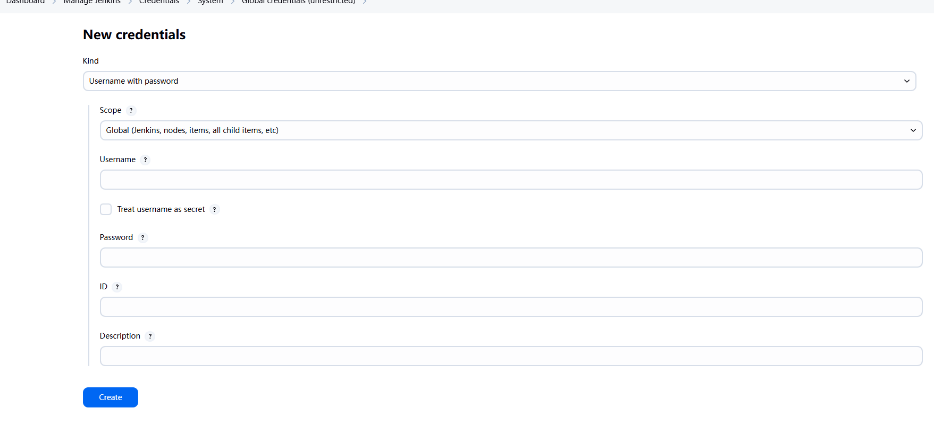 Dashboard > Manage Jenkins > Credentials > System > Global credentials (unrestricted) >
New credentials
Kind
Username with password
Scope ?
Global (Jenkins, nodes, items, all child items, etc)
Username ?
Treat username as secret ?
Password ?
ID ?
Description ?
Create